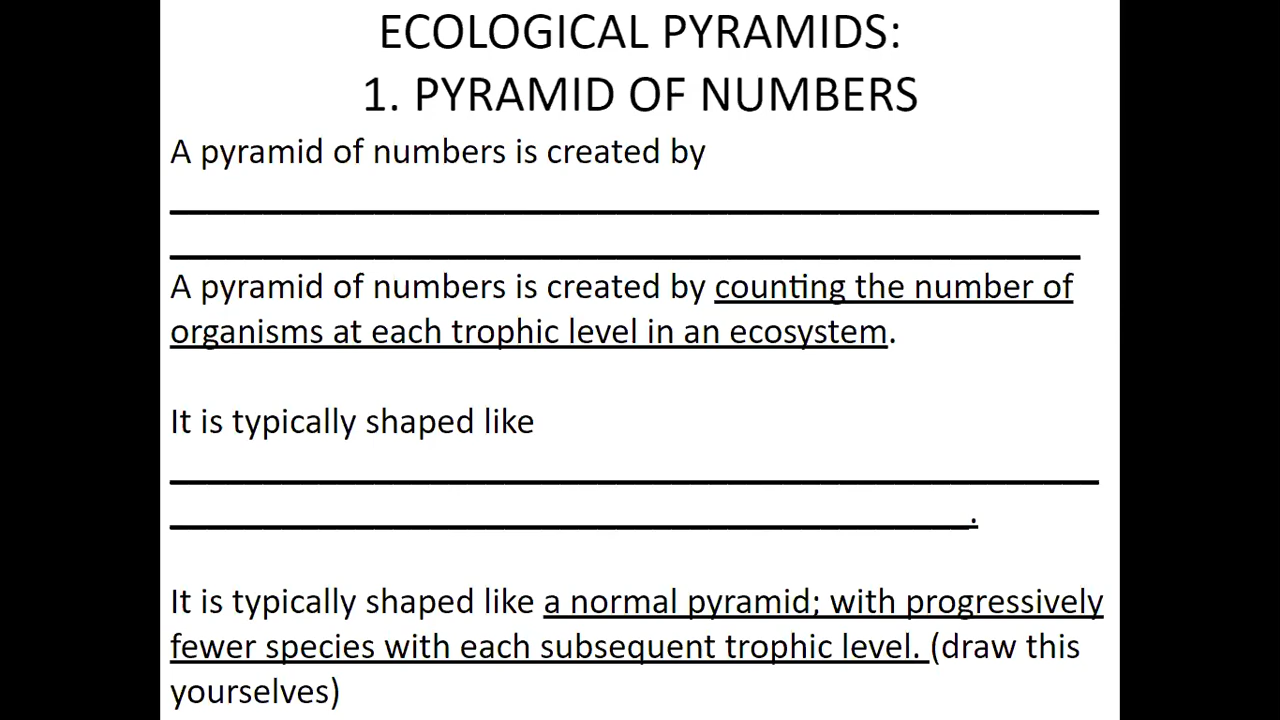 ECOLOGICAL PYRAMIDS:
1. PYRAMID OF NUMBERS
A pyramid of numbers is created by
A pyramid of numbers is created by counting the number of
organisms at each trophic level in an ecosystem.
It is typically shaped like
.
It is typically shaped like a normal pyramid; with progressively
fewer species with each subsequent trophic level. (draw this
yourselves)